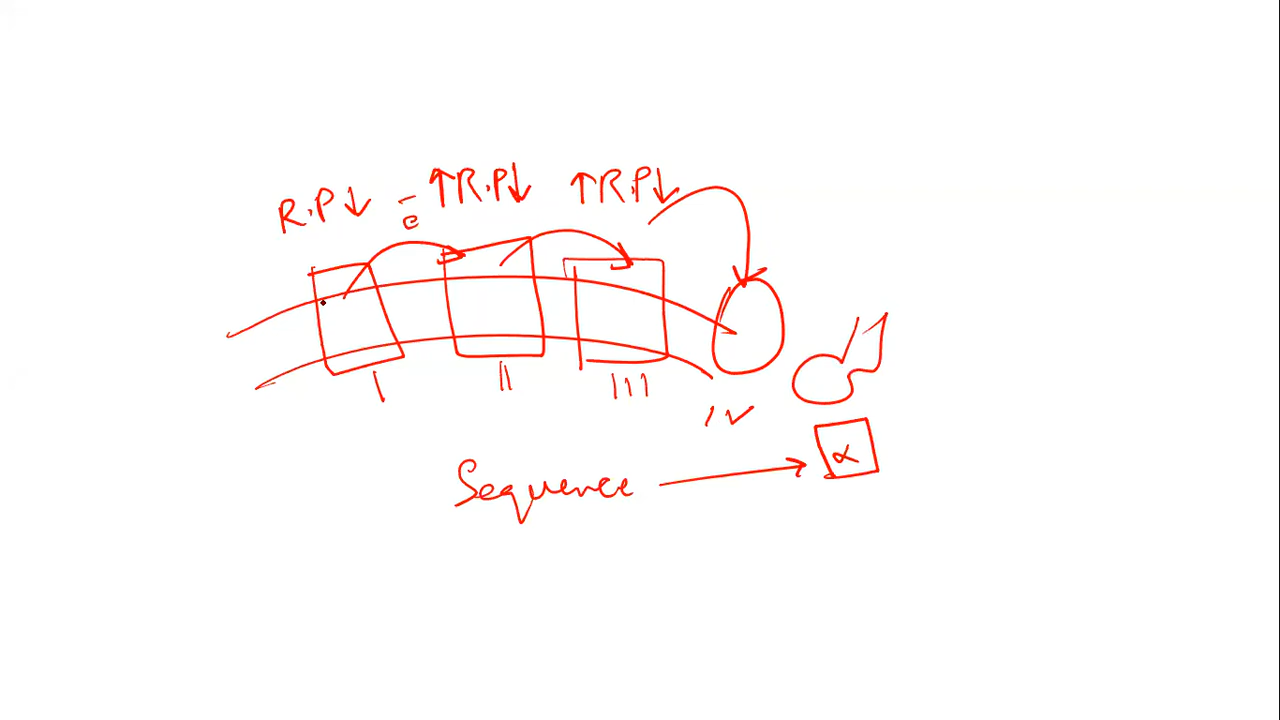 R.P↓ = ↑R.P↓ ↑R.P↓
e
I II III
IV
Sequence → α